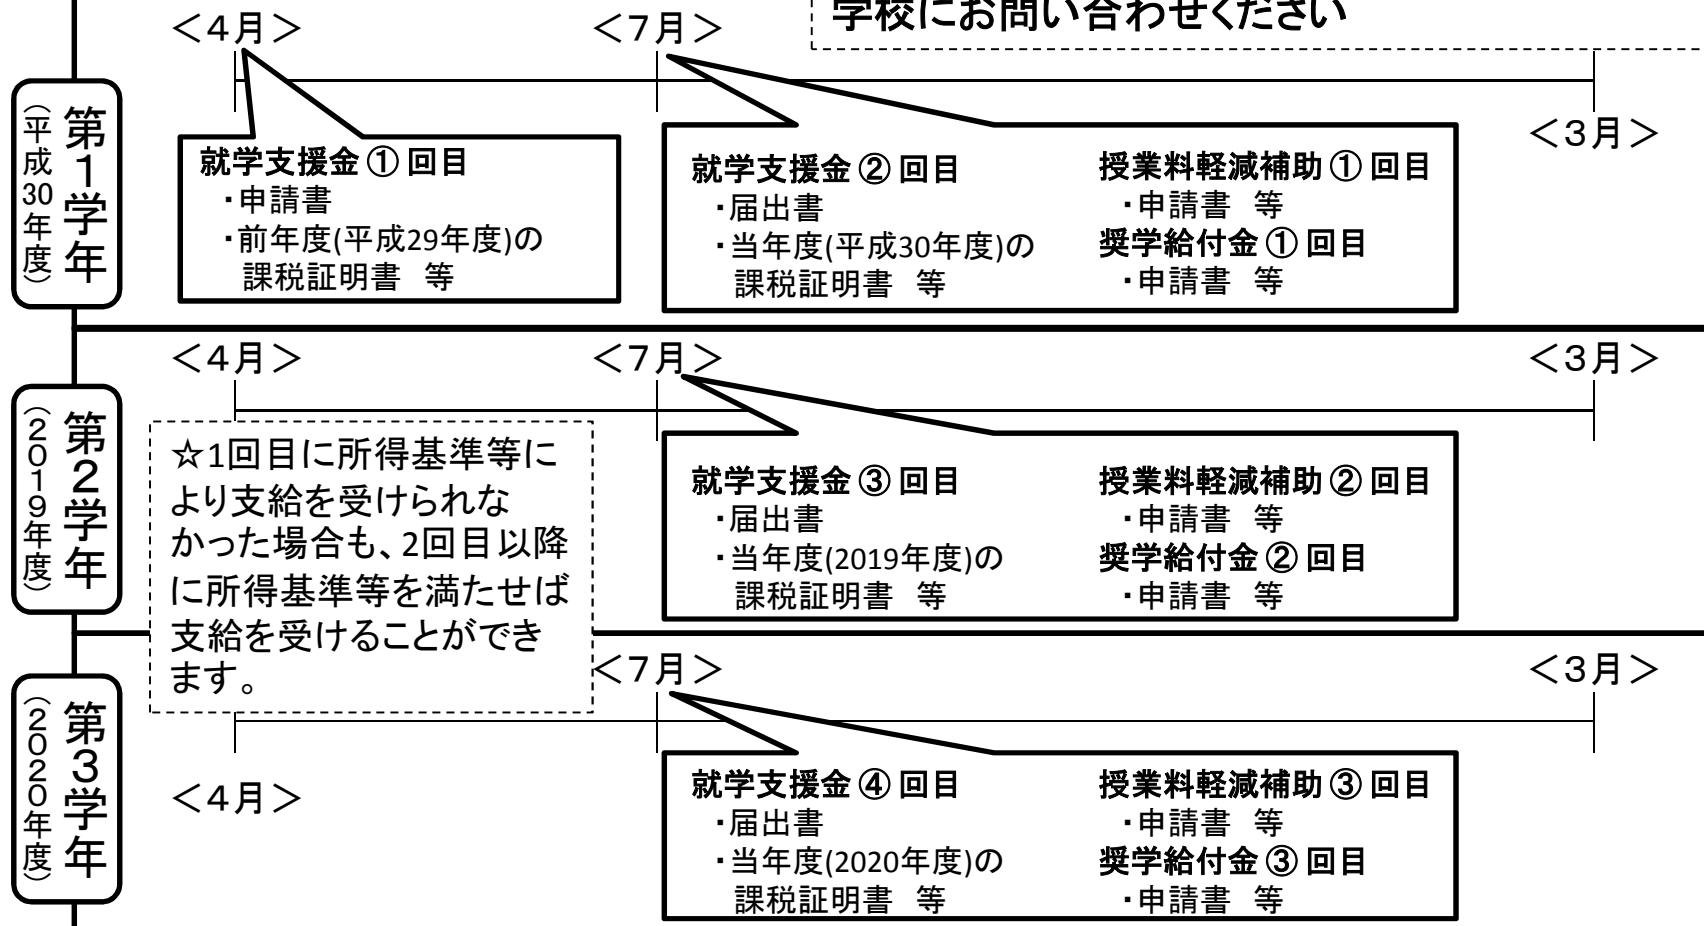 学校にお問い合わせください
＜４月＞
＜７月＞
＜３月＞
第１学年
（平成30年度）
就学支援金①回目
・申請書
・前年度(平成29年度)の
課税証明書　等
就学支援金②回目
・届出書
・当年度(平成30年度)の
課税証明書　等
授業料軽減補助①回目
・申請書　等
奨学給付金①回目
・申請書　等
＜４月＞
＜７月＞
＜３月＞
第２学年
（２０１９年度）
☆1回目に所得基準等に
より支給を受けられな
かった場合も、2回目以降
に所得基準等を満たせば
支給を受けることができ
ます。
就学支援金③回目
・届出書
・当年度(2019年度)の
課税証明書　等
授業料軽減補助②回目
・申請書　等
奨学給付金②回目
・申請書　等
＜７月＞
＜３月＞
第３学年
（２０２０年度）
＜４月＞
就学支援金④回目
・届出書
・当年度(2020年度)の
課税証明書　等
授業料軽減補助③回目
・申請書　等
奨学給付金③回目
・申請書　等